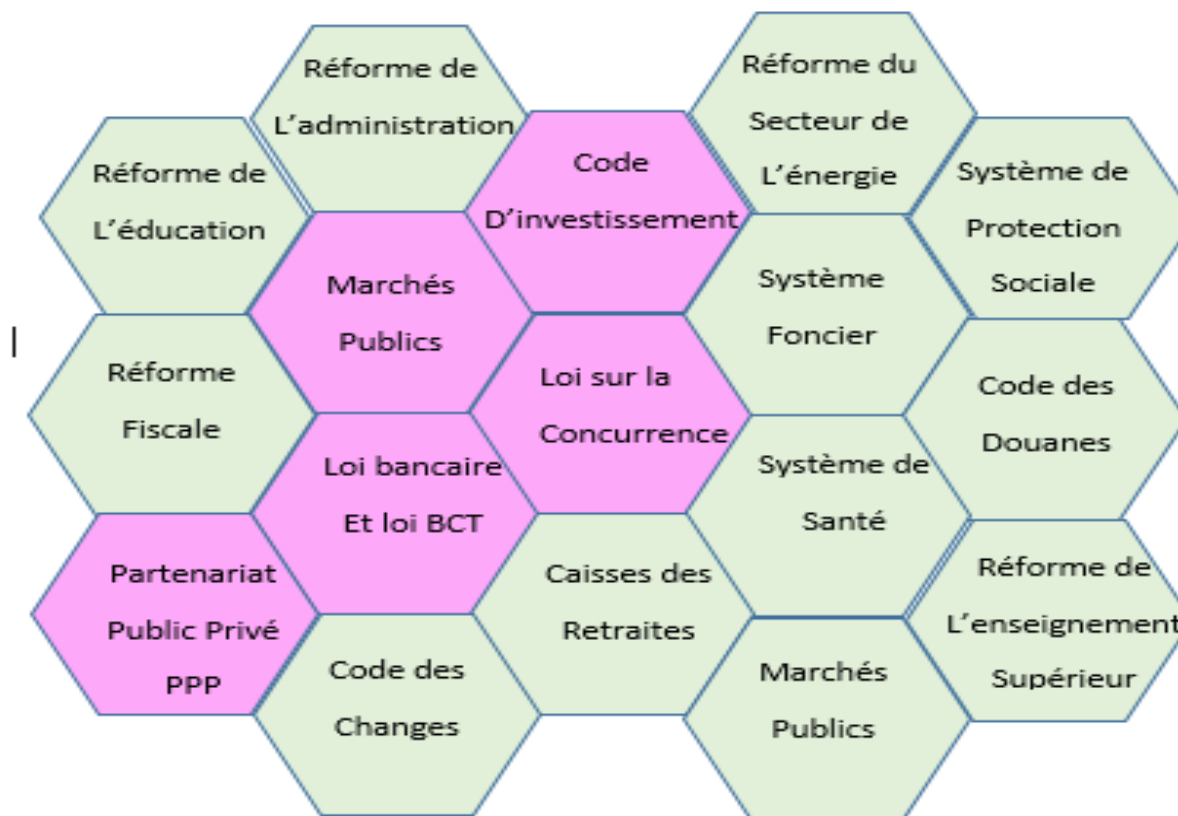 Réforme de
L'administration
Réforme du
Secteur de
L'énergie
Réforme de
L'éducation
Code
D'investissement
Système de
Protection
Sociale
Marchés
Publics
Système
Foncier
Réforme
Fiscale
Loi sur la
Concurrence
Code des
Douanes
Loi bancaire
Et loi BCT
Système de
Santé
Partenariat
Public Privé
PPP
Caisses des
Retraites
Réforme de
L'enseignement
Supérieur
Code des
Changes
Marchés
Publics